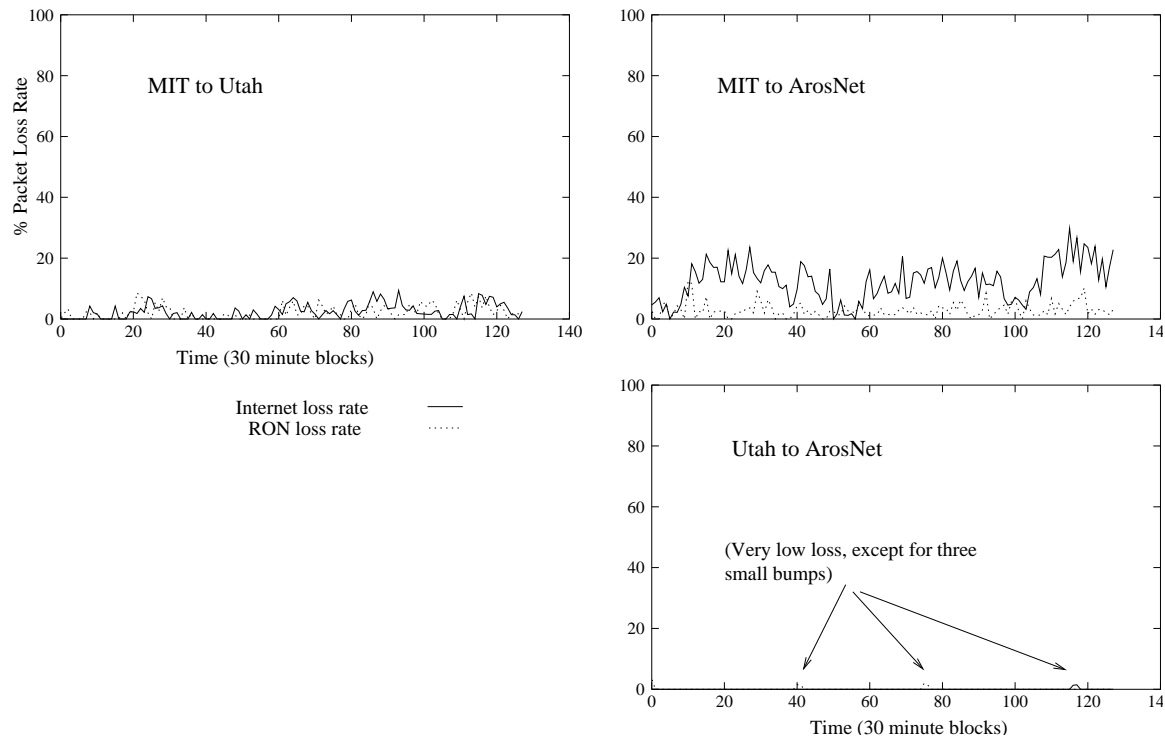 100
80
60
40
20
0
% Packet Loss Rate
MIT to Utah
0 20 40 60 80 100 120 140
Time (30 minute blocks)
Internet loss rate
RON loss rate
100
80
60
40
20
0
MIT to ArosNet
0 20 40 60 80 100 120 14
100
80
60
40
20
0
Utah to ArosNet
(Very low loss, except for three
small bumps)
0 20 40 60 80 100 120 14
Time (30 minute blocks)